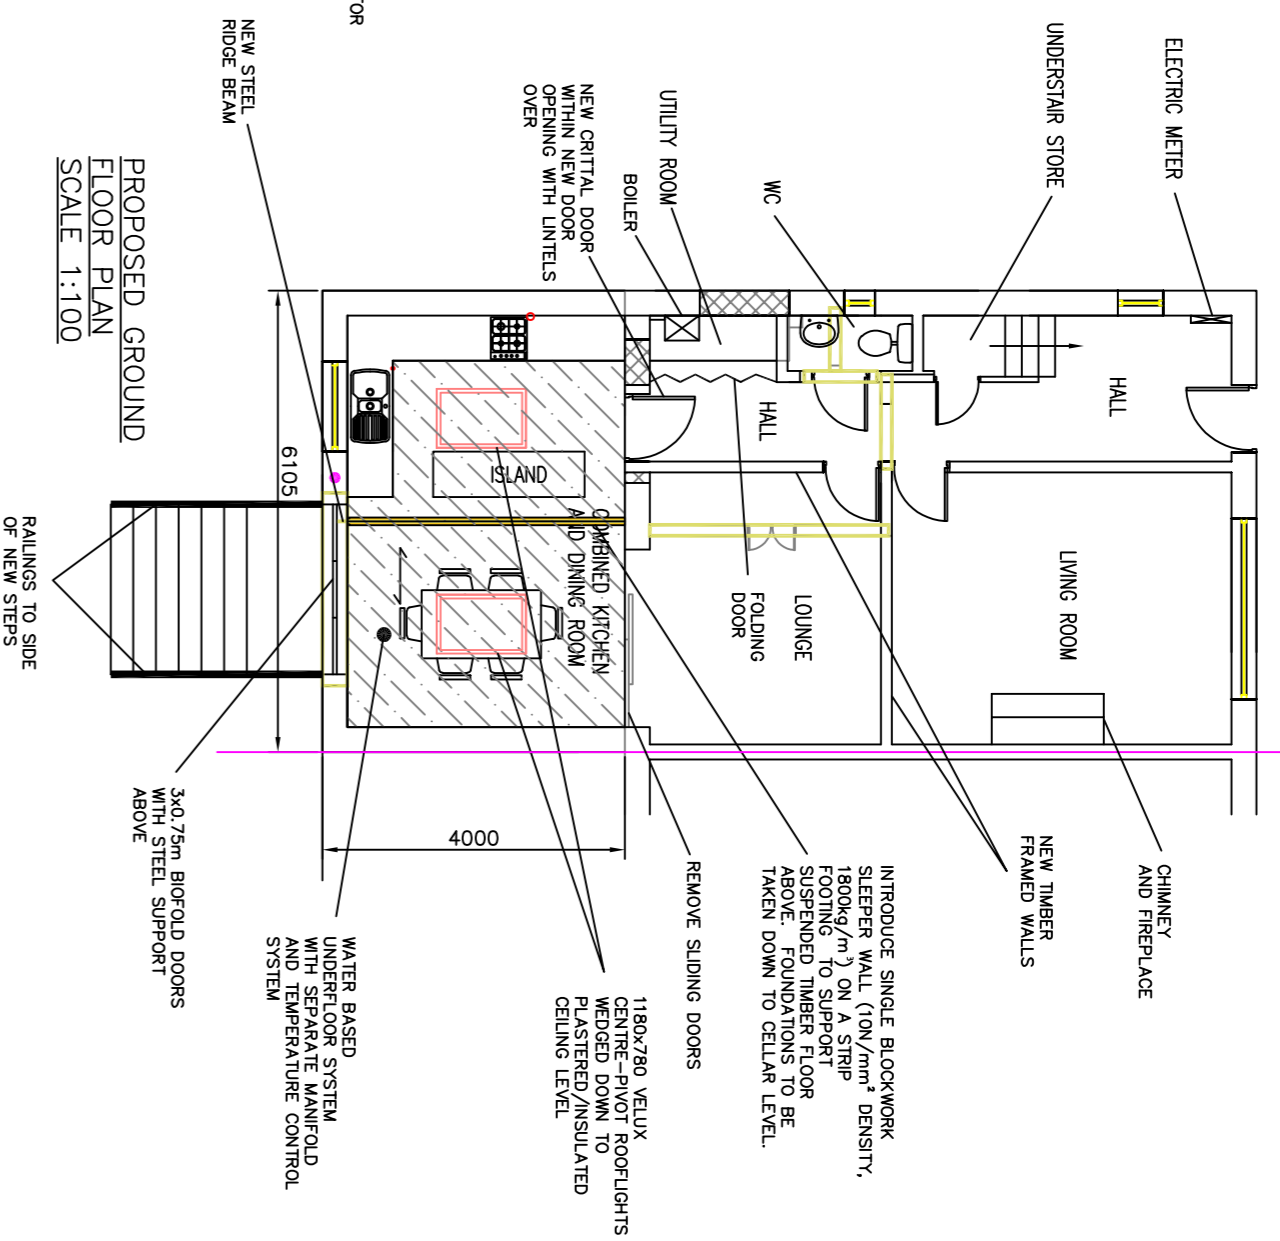 ELECTRIC METER
UNDERSTAIR STORE
WC
UTILITY ROOM
BOILER
NEW CRITTAL DOOR
WITHIN NEW DOOR
OPENING WITH LINTELS
OVER
TOR
NEW STEEL
RIDGE BEAM
HALL
HALL
LIVING ROOM
LOUNGE
FOLDING
DOOR
ISLAND
COMBINED KITCHEN
AND DINING ROOM
6105
4000
CHIMNEY
AND FIREPLACE
NEW TIMBER
FRAMED WALLS
INTRODUCE SINGLE BLOCKWORK
SLEEPER WALL (10N/mm² DENSITY,
1800kg/m³) ON A STRIP
FOOTING TO SUPPORT
SUSPENDED TIMBER FLOOR
ABOVE. FOUNDATIONS TO BE
TAKEN DOWN TO CELLAR LEVEL.
REMOVE SLIDING DOORS
1180x780 VELUX
CENTRE-PIVOT ROOFLIGHTS
WEDGED DOWN TO
PLASTERED/INSULATED
CEILING LEVEL
WATER BASED
UNDERFLOOR SYSTEM
WITH SEPARATE MANIFOLD
AND TEMPERATURE CONTROL
SYSTEM
3x0.75m BIOFOLD DOORS
WITH STEEL SUPPORT
ABOVE
RAILINGS TO SIDE
OF NEW STEPS
PROPOSED GROUND
FLOOR PLAN
SCALE 1:100